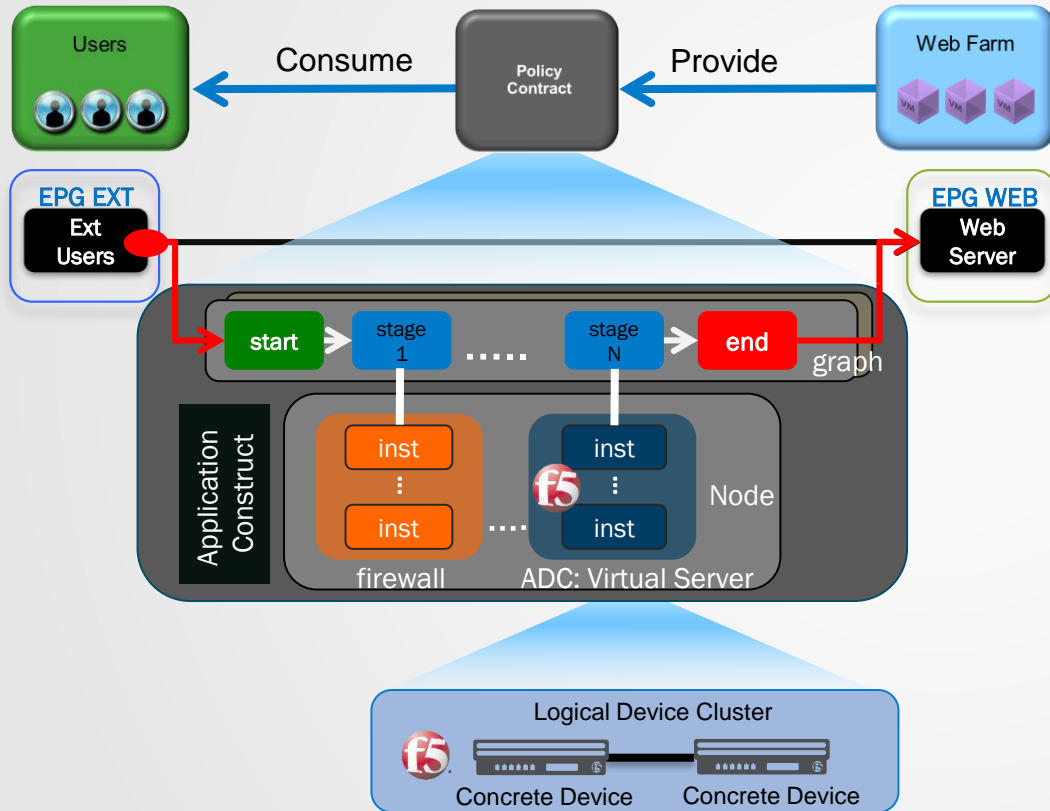 Users
Consume
Policy
Contract
Provide
Web Farm
VM VM VM
EPG EXT
Ext
Users
EPG WEB
Web
Server
start
stage
1
......
stage
N
end
graph
Application
Construct
inst
...
inst
.....
f5
inst
...
inst
Node
firewall
ADC: Virtual Server
Logical Device Cluster
f5
Concrete Device
Concrete Device